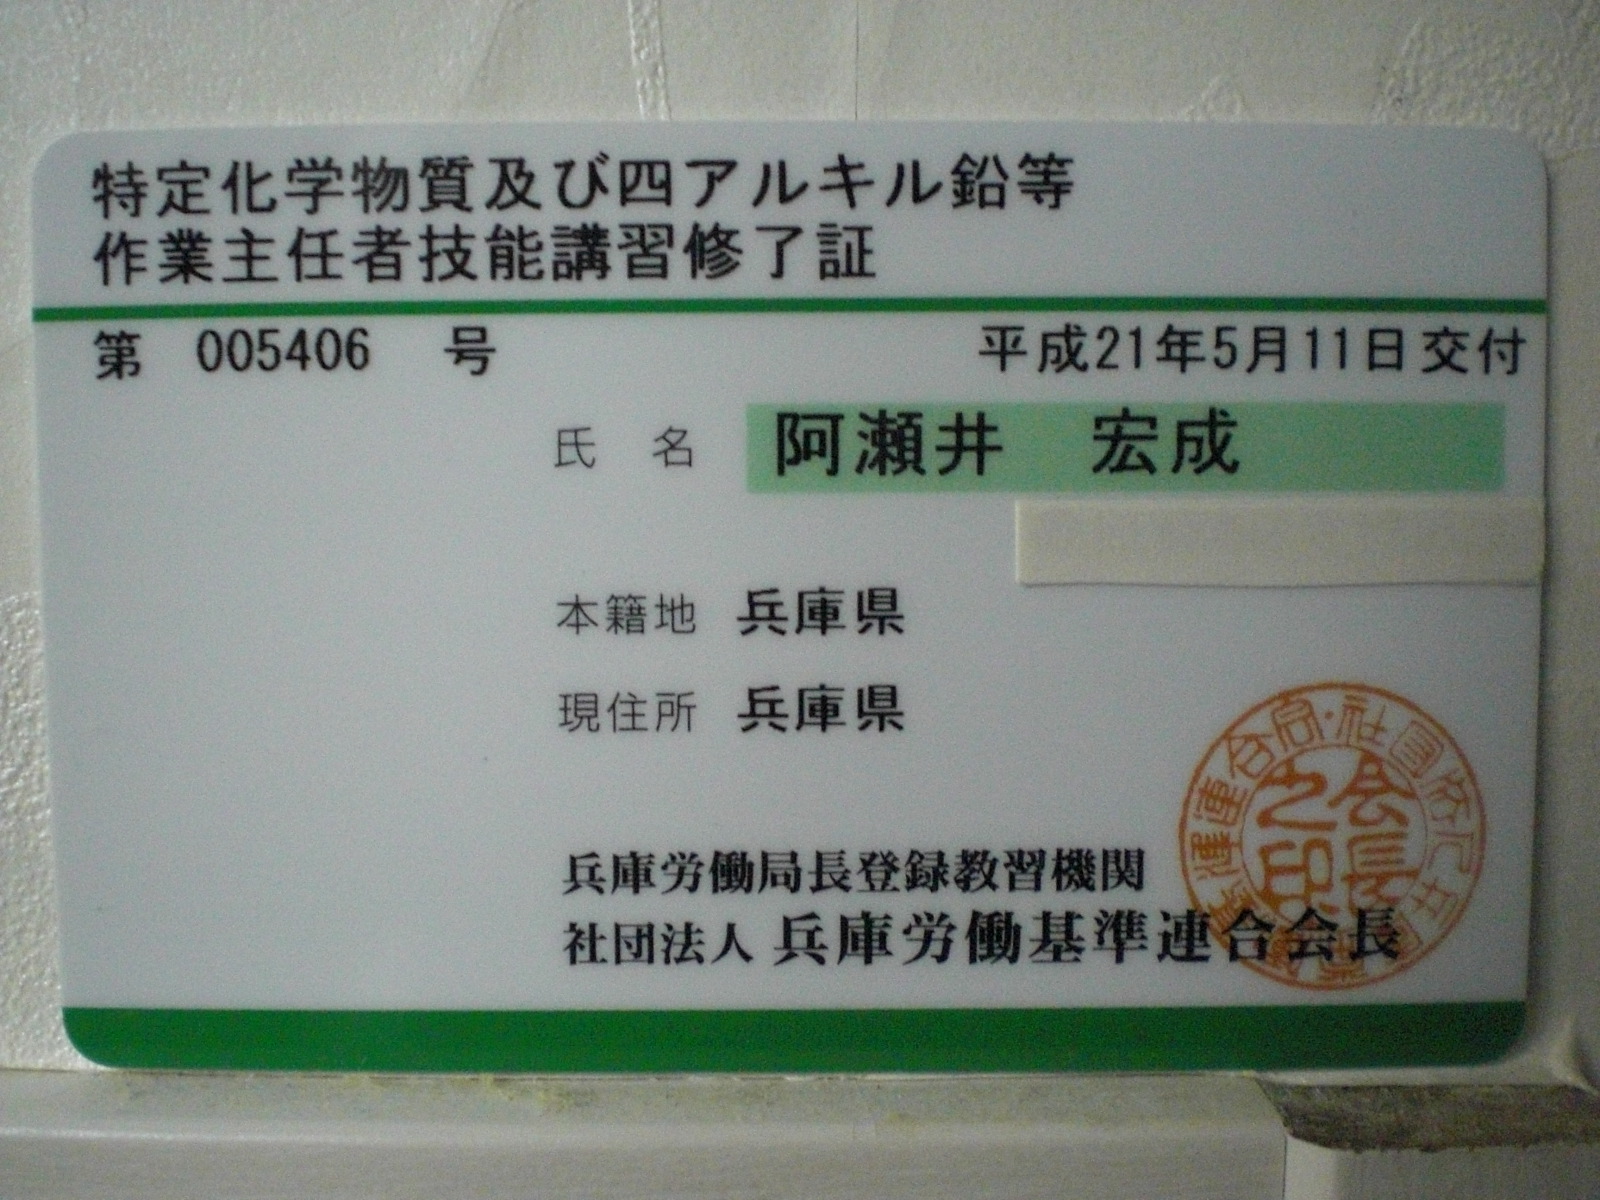 特定化学物質及び四アルキル鉛等
作業主任者技能講習修了証
第 005406 号 平成21年5月11日交付
氏 名 阿瀬井 宏成
本籍地 兵庫県
現住所 兵庫県
兵庫労働局長登録教習機関
社団法人 兵庫労働基準連合会長